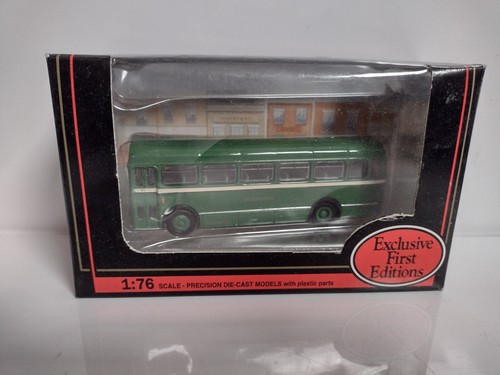 Exclusive
First
Editions
1:76 SCALE - PRECISION DIE-CAST MODELS with plastic parts